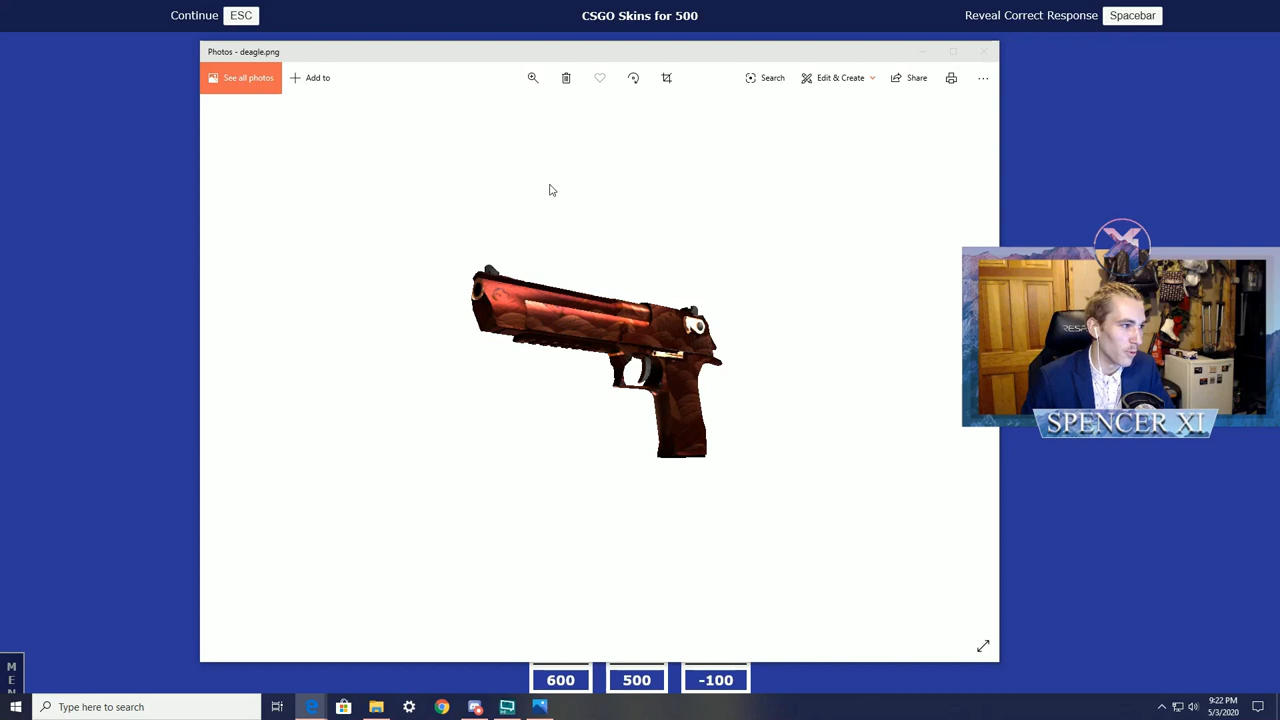 Continue ESC
CSGO Skins for 500
Reveal Correct Response Spacebar
Photos - deagle.png
See all photos
Add to
Search
Edit & Create
Share
SPENCER XI
M
E
600
500
-100
Type here to search
9:22 PM
5/3/2020